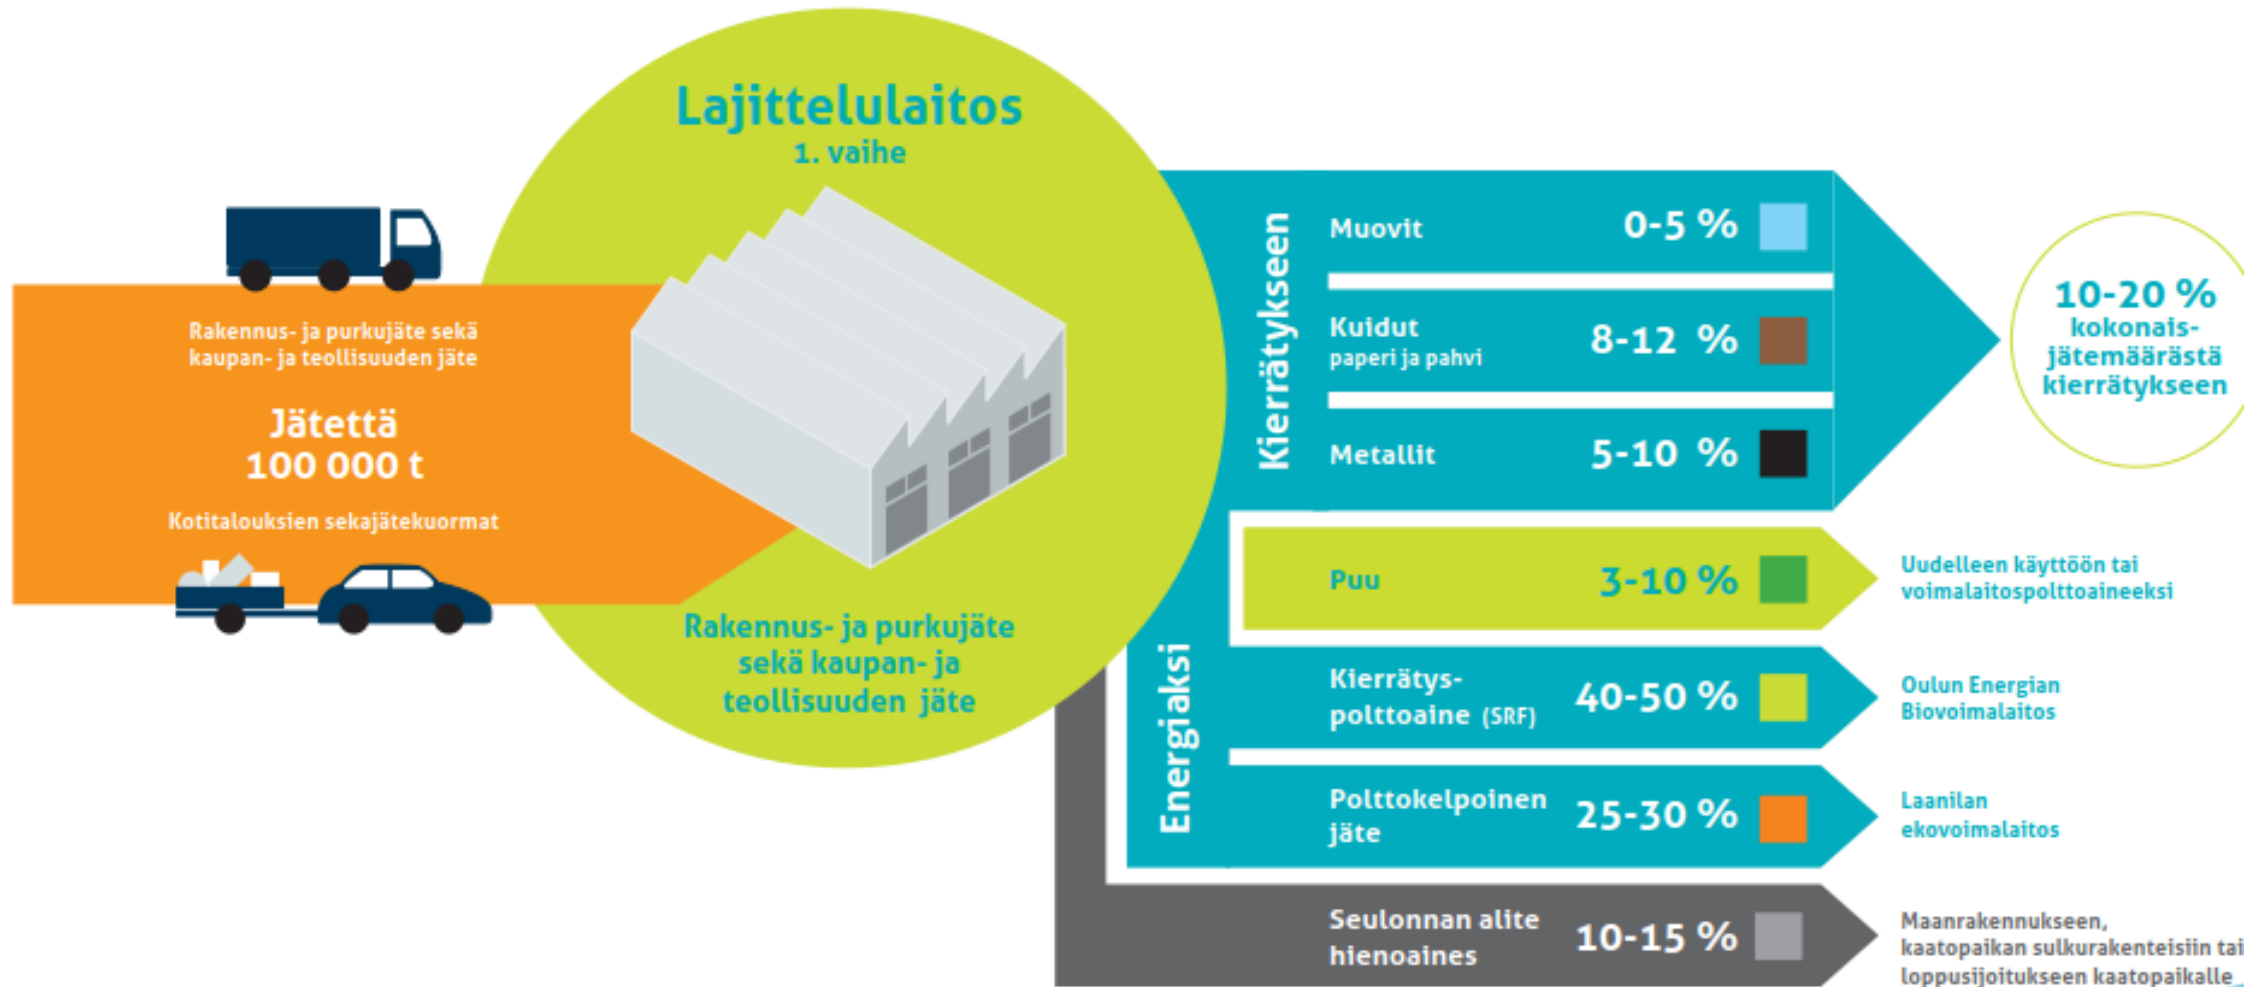 Lajittelulaitos
1. vaihe
Rakennus- ja purkujäte sekä
kaupan- ja teollisuuden jäte
Jätettä
100 000 t
Kotitalouksien sekajätekuormat
Rakennus- ja purkujäte
sekä kaupan- ja
teollisuuden jäte
Kierrätykseen
Muovit 0-5 %
Kuidut 8-12 %
paperi ja pahvi
Metallit 5-10 %
10-20 %
kokonais-
jätemäärästä
kierrätykseen
Energiaksi
Puu 3-10 %
Uudelleen käyttöön tai
voimalaitospolttoaineeksi
Kierrätys-
polttoaine (SRF) 40-50 %
Oulun Energian
Biovoimalaitos
Polttokelpoinen
jäte 25-30 %
Laanilan
ekovoimalaitos
Seulonnan alite
hienoaines 10-15 %
Maanrakennukseen,
kaatopaikan sulkurakenteisiin tai
loppusijoitukseen kaatopaikalle